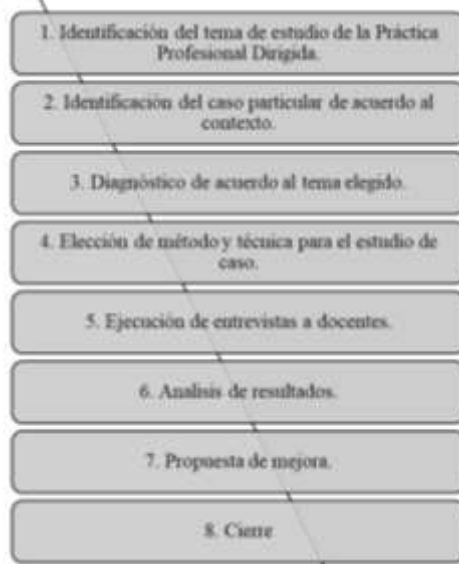 1. Identificación del tema de estudio de la Práctica
Profesional Dirigida.
2. Identificación del caso particular de acuerdo al
contexto.
3. Diagnóstico de acuerdo al tema elegido.
4. Elección de método y técnica para el estudio de
caso.
5. Ejecución de entrevistas a docentes.
6. Analisis de resultados.
7. Propuesta de mejora.
8. Cierre